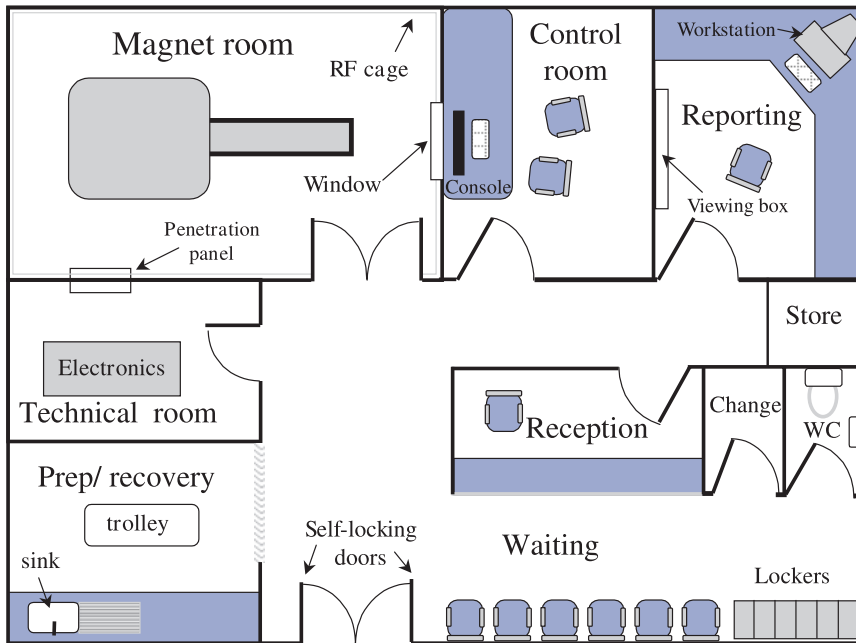 Magnet room
RF cage
Window
Penetration
panel
Control
room
Console
Workstation
Reporting
Viewing box
Store
Electronics
Technical room
Reception
Change
WC
Prep/ recovery
trolley
sink
Self-locking
doors
Waiting
Lockers